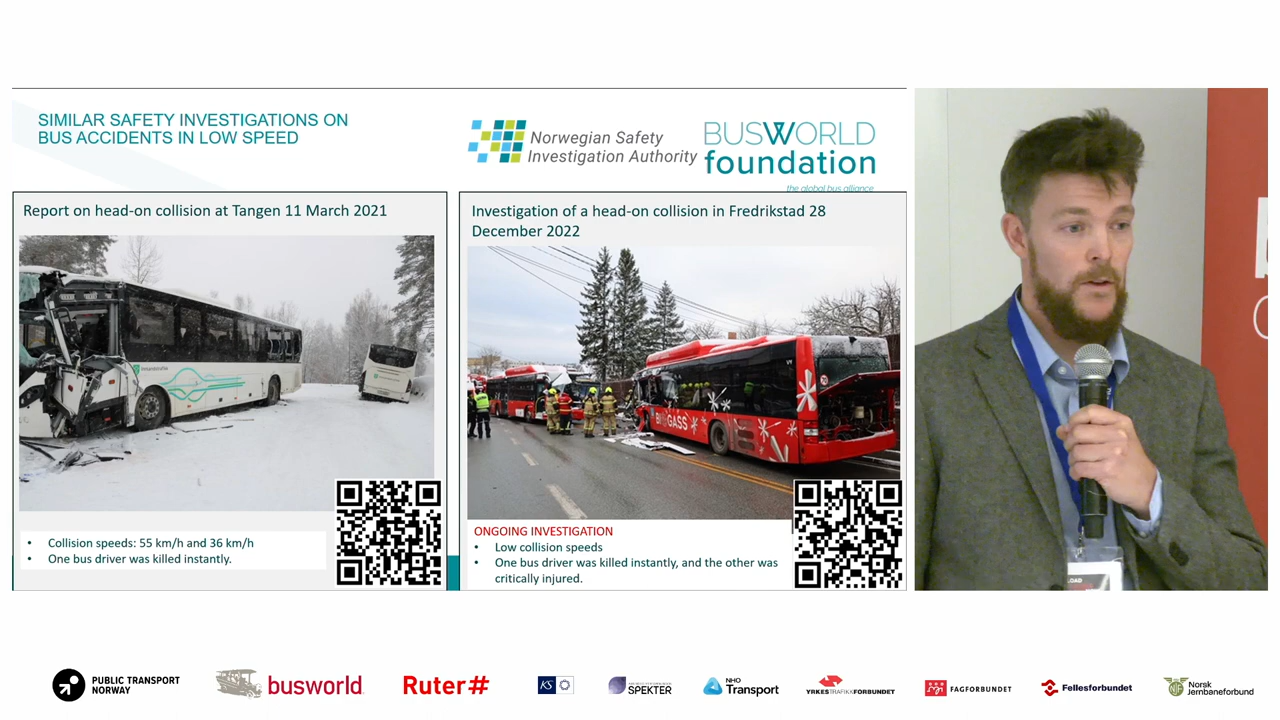 SIMILAR SAFETY INVESTIGATIONS ON
BUS ACCIDENTS IN LOW SPEED
Norwegian Safety
Investigation Authority
BUSWORLD
foundation
the global bus alliance
Report on head-on collision at Tangen 11 March 2021
Collision speeds: 55 km/h and 36 km/h
One bus driver was killed instantly.
Investigation of a head-on collision in Fredrikstad 28
December 2022
BI GASS
ONGOING INVESTIGATION
Low collision speeds
One bus driver was killed instantly, and the other was
critically injured.
PUBLIC TRANSPORT
NORWAY
busworld
Ruter#
KS
SPEKTER
NHO
Transport
YRKESTRAFIKKFORBUNDET
FAGFORBUNDET
Fellesforbundet
Norsk
Jernbaneforbund